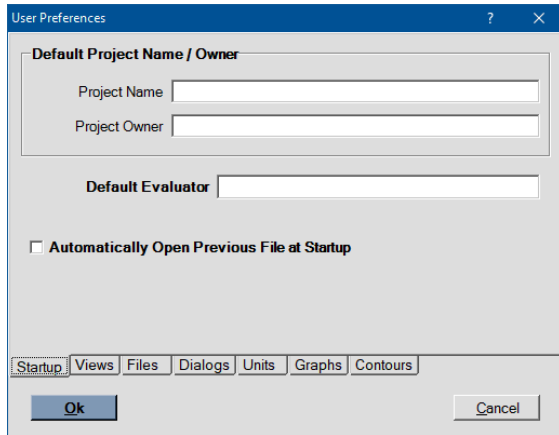 User Preferences ? ×
Default Project Name / Owner
Project Name
Project Owner
Default Evaluator
Automatically Open Previous File at Startup
Startup Views Files Dialogs Units Graphs Contours
Ok Cancel